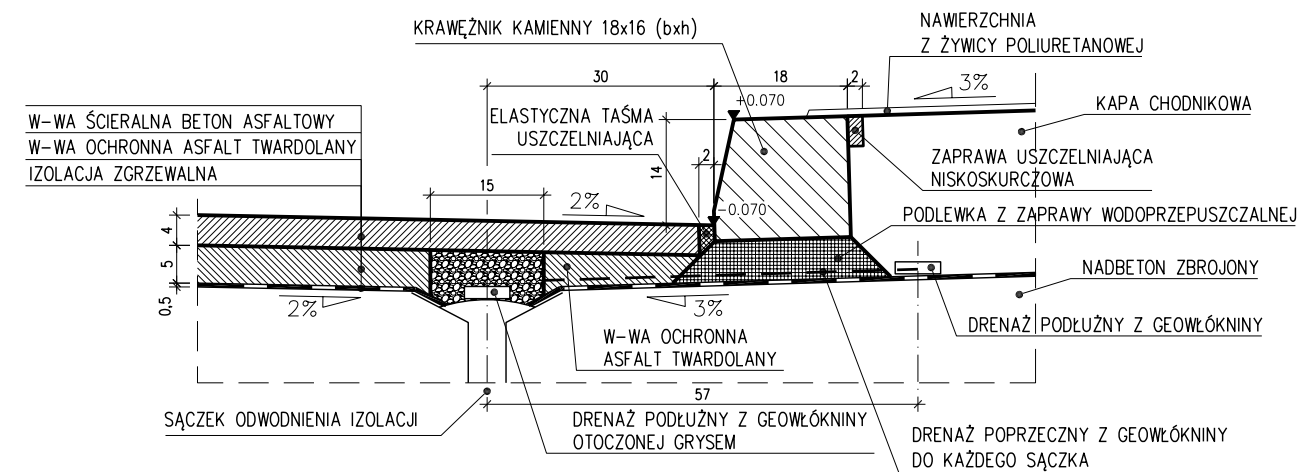 KRAWĘŻNIK KAMIENNY 18x16 (bxh)
NAWIERZCHNIA
Z ŻYWICY POLIURETANOWEJ
30
18
2
3%
+0.070
KAPA CHODNIKOWA
W-WA ŚCIERALNA BETON ASFALTOWY
W-WA OCHRONNA ASFALT TWARDOLANY
IZOLACJA ZGRZEWALNA
ELASTYCZNA TAŚMA
USZCZELNIAJĄCA
2
14
ZAPRAWA USZCZELNIAJĄCA
NISKOSKURCZOWA
15
2%
-0.070
PODLEWKA Z ZAPRAWY WODOPRZEPUSZCZALNEJ
4
5
0,5
NADBETON ZBROJONY
2%
3%
DRENAŻ PODŁUŻNY Z GEOWŁÓKNINY
W-WA OCHRONNA
ASFALT TWARDOLANY
57
SĄCZEK ODWODNIENIA IZOLACJI
DRENAŻ PODŁUŻNY Z GEOWŁÓKNINY
OTOCZONEJ GRYSEM
DRENAŻ POPRZECZNY Z GEOWŁÓKNINY
DO KAŻDEGO SĄCZKA